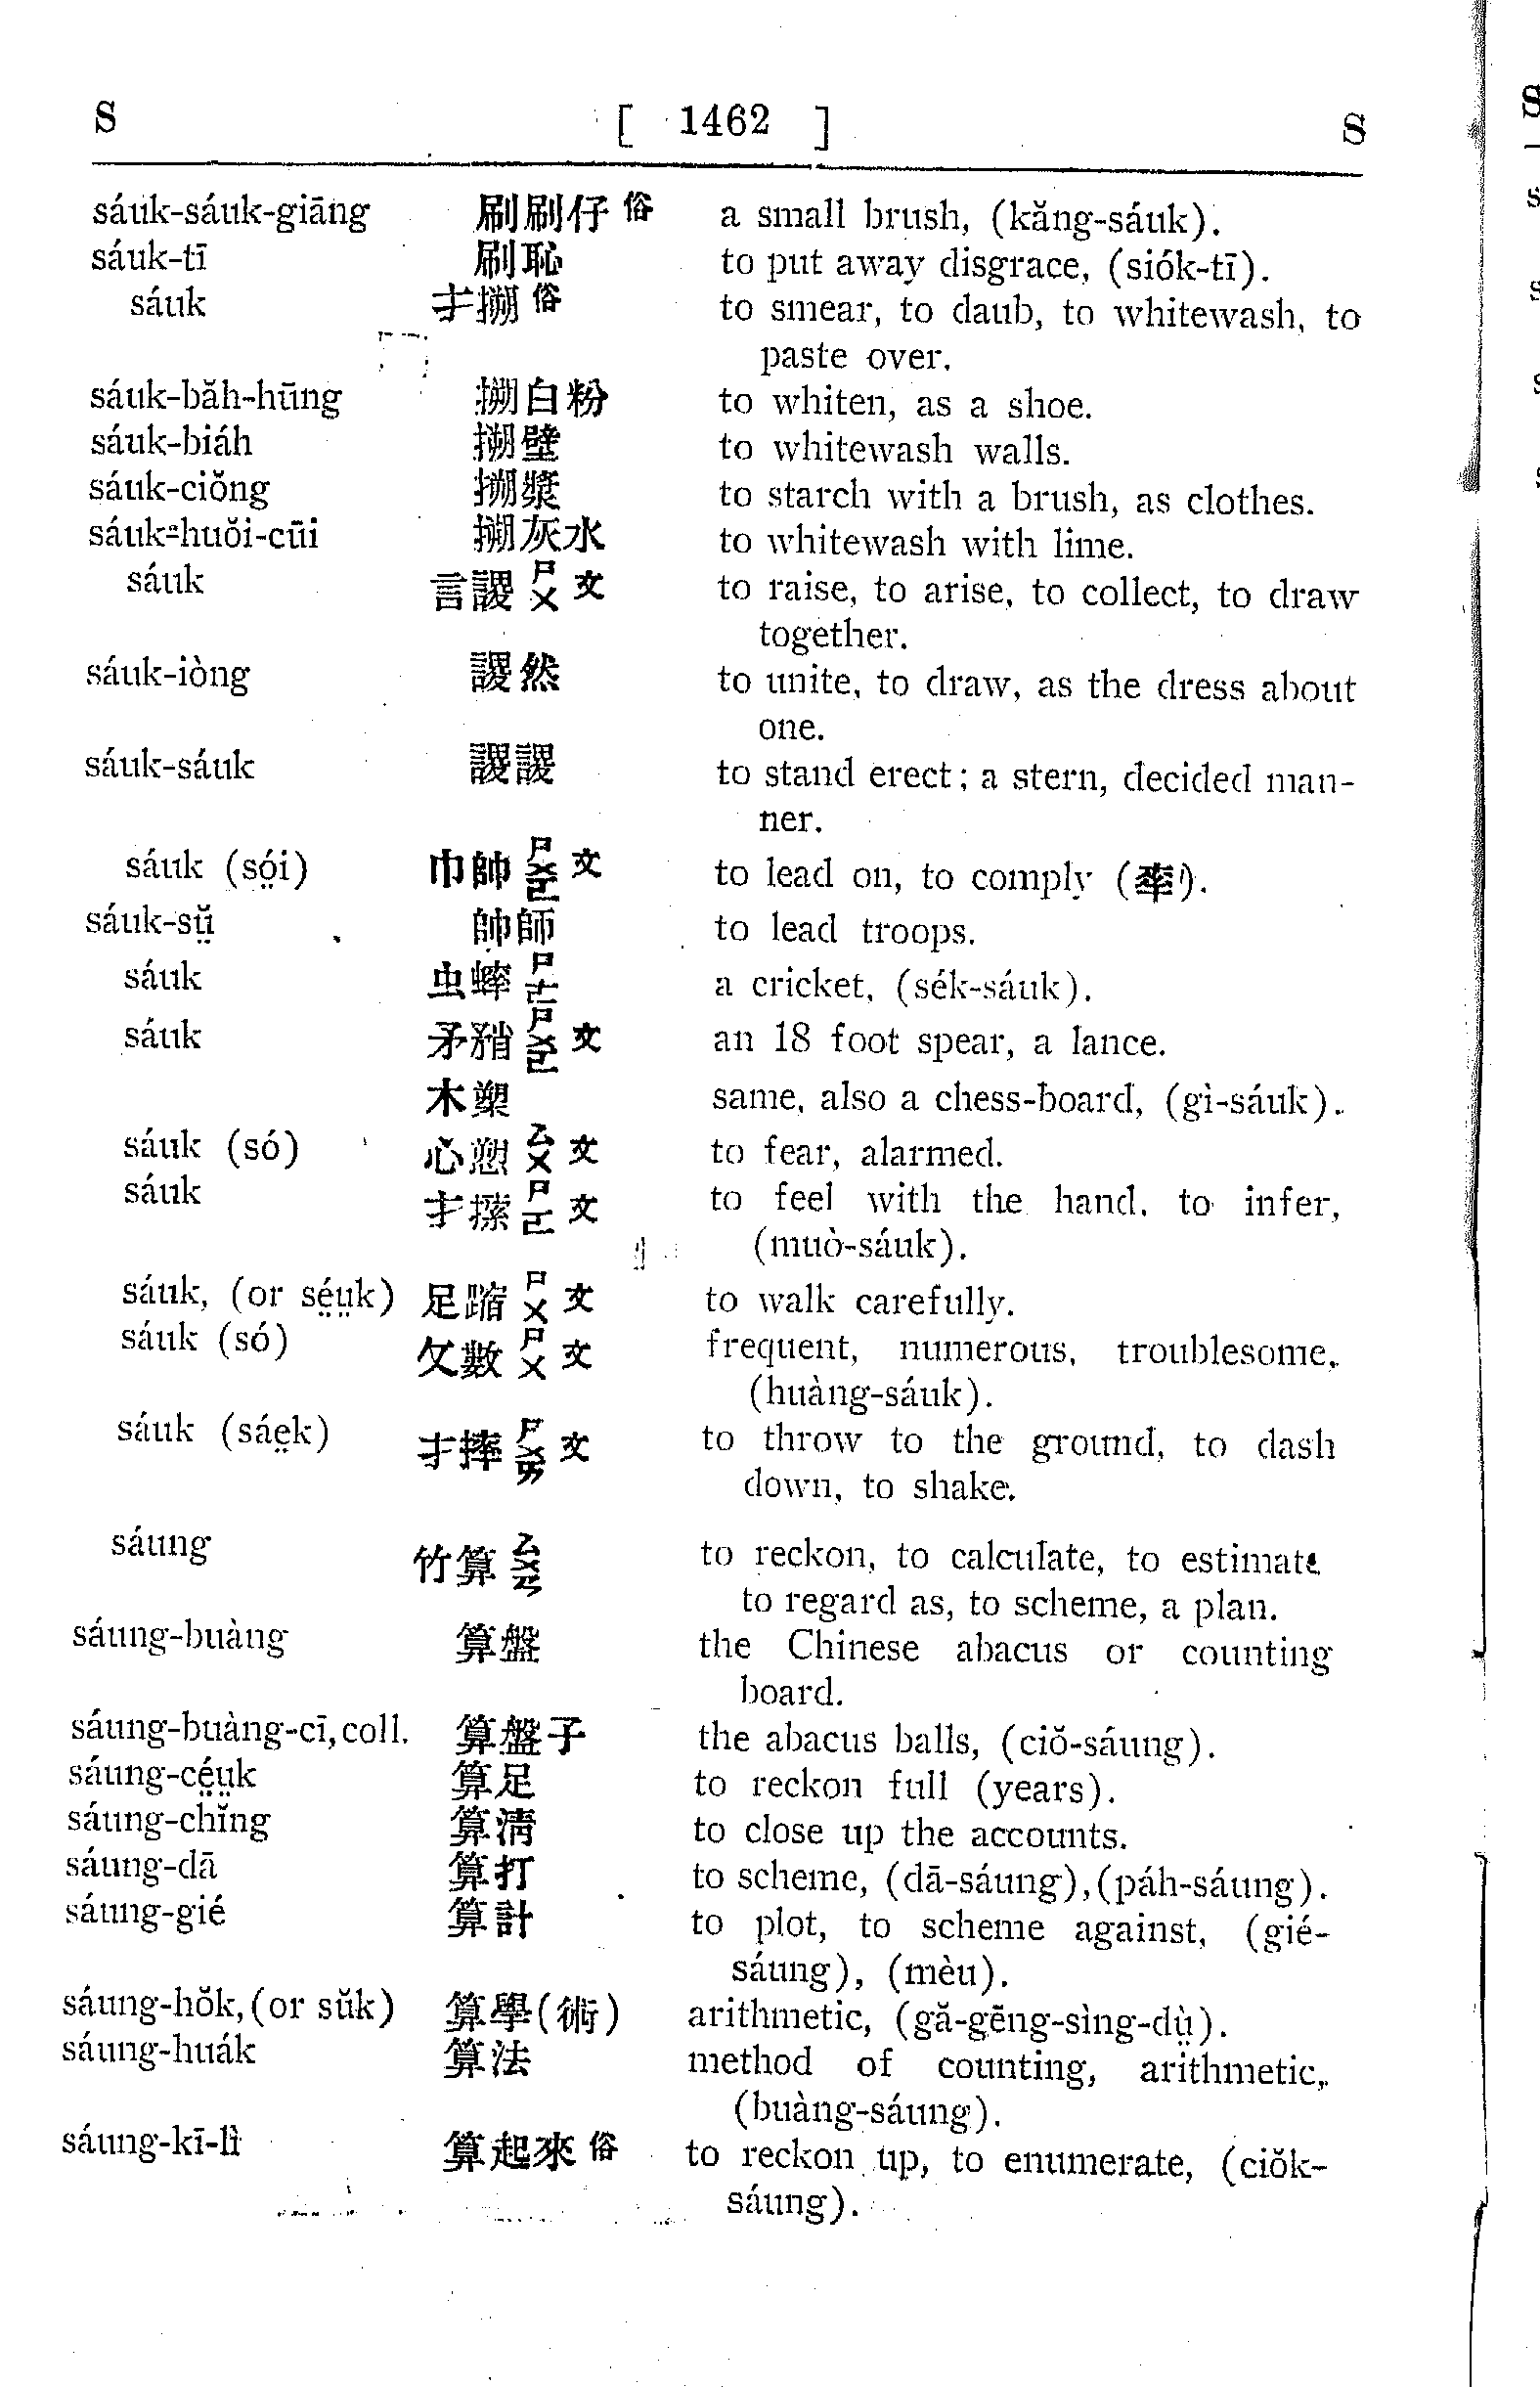 S [ 1462 ] S
sáuk-sáuk-giāng 刷刷仔 俗 a small brush, (kăng-sáuk).
sáuk-tī 刷恥 to put away disgrace, (siók-tī).
sáuk 扌搠 俗 to smear, to daub, to whitewash, to
paste over.
sáuk-băh-hūng 搠白粉 to whiten, as a shoe.
sáuk-biáh 搠壁 to whitewash walls.
sáuk-ciŏng 搠漿 to starch with a brush, as clothes.
sáuk-huŏi-cūi 搠灰水 to whitewash with lime.
sáuk 言謖 ㄕㄨ 文 to raise, to arise, to collect, to draw
together.
sáuk-iòng 謖然 to unite, to draw, as the dress about
one.
sáuk-sáuk 謖謖 to stand erect; a stern, decided man-
ner.
sáuk (só̤i) 巾帥 ㄕㄨㄛ 文 to lead on, to comply (率).
sáuk-sṳ̆ 帥師 to lead troops.
sáuk 虫蟀 ㄕㄜ a cricket, (sék-sáuk).
sáuk 矛矟 ㄕㄨㄛ 文 an 18 foot spear, a lance.
木槊 same, also a chess-board, (gì-sáuk).
sáuk (só) 心愬 ㄙㄨ 文 to fear, alarmed.
sáuk 扌㩡 ㄕㄛ 文 to feel with the hand, to infer,
(muò-sáuk).
sáuk, (or sé̤ṳk) 足蹜 ㄕㄨ 文 to walk carefully.
sáuk (só) 攵數 ㄕㄨ 文 frequent, numerous, troublesome,
(huàng-sáuk).
sáuk (sáe̤k) 扌摔 ㄕㄨㄞ 文 to throw to the ground, to dash
down, to shake.
sáung 竹算 ㄙㄨㄢ to reckon, to calculate, to estimate
to regard as, to scheme, a plan.
sáung-buàng 算盤 the Chinese abacus or counting
board.
sáung-buàng-cī, coll. 算盤子 the abacus balls, (ciŏ-sáung).
sáung-cé̤ṳk 算足 to reckon full (years).
sáung-chĭng 算淸 to close up the accounts.
sáung-dā 算打 to scheme, (dā-sáung), (páh-sáung).
sáung-gié 算計 to plot, to scheme against, (gié-
sáung), (mèu).
sáung-hŏk, (or sŭk) 算學(術) arithmetic, (gă-gēng-sìng-dṳ̀).
sáung-huák 算法 method of counting, arithmetic,
(buàng-sáung).
sáung-kī-lì 算起來 俗 to reckon up, to enumerate, (ciŏk-
sáung).